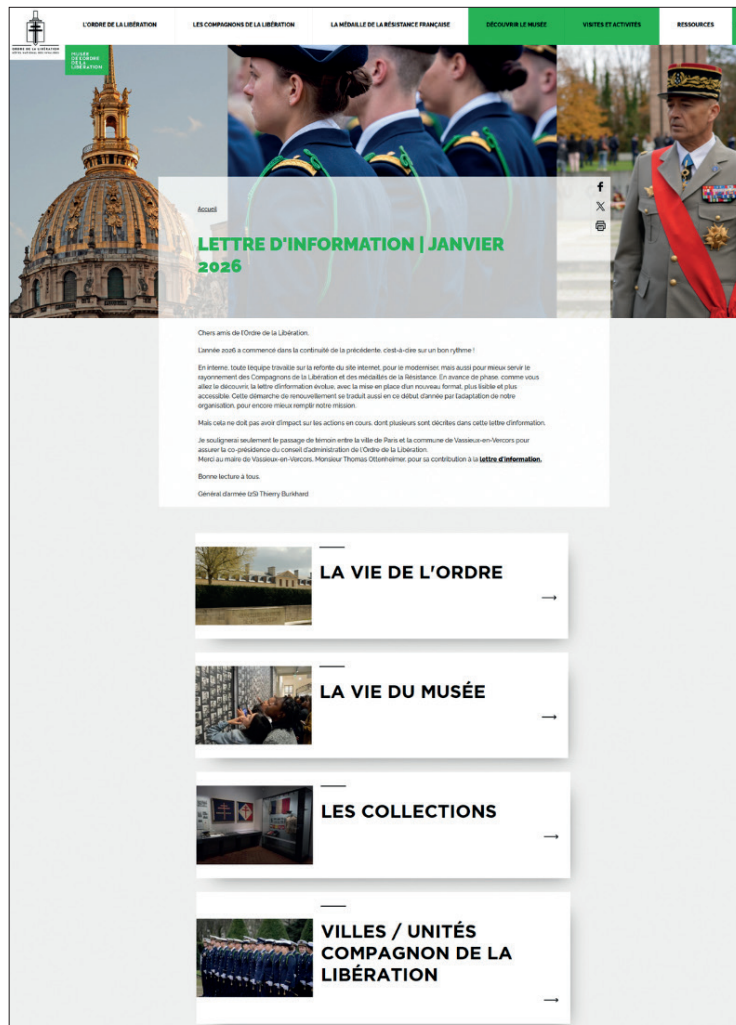 L'ORDRE DE LA LIBÉRATION
LES COMPAGNONS DE LA LIBÉRATION
LA MÉDAILLE DE LA RÉSISTANCE FRANÇAISE
DÉCOUVRIR LE MUSÉE
VISITES ET ACTIVITÉS
RESSOURCES
ORDRE DE LA LIBÉRATION
MUSÉE
DE L'ORDRE
DE LA
LIBÉRATION
Accueil
LETTRE D'INFORMATION | JANVIER
2026
Chers amis de l'Ordre de la Libération,
L'année 2026 a commencé dans la continuité de la précédente, c'est-à-dire sur un bon rythme !
En interne, toute l'équipe travaille sur la refonte du site internet, pour le moderniser, mais aussi pour mieux servir le
rayonnement des Compagnons de la Libération et des médaillés de la Résistance. En avance de phase, comme vous
allez le découvrir, la lettre d'information évolue, avec la mise en place d'un nouveau format, plus lisible et plus
accessible. Cette démarche de renouvellement se traduit aussi en ce début d'année par l'adaptation de notre
organisation, pour encore mieux remplir notre mission.
Mais cela ne doit pas avoir d'impact sur les actions en cours, dont plusieurs sont décrites dans cette lettre d'information.
Je soulignerai seulement le passage de témoin entre la ville de Paris et la commune de Vassieux-en-Vercors pour
assurer la co-présidence du conseil d'administration de l'Ordre de la Libération.
Merci au maire de Vassieux-en-Vercors, Monsieur Thomas Ottenheimer, pour sa contribution à la lettre d'information.
Bonne lecture à tous,
Général d'armée (2S) Thierry Burkhard
LA VIE DE L'ORDRE
LA VIE DU MUSÉE
LES COLLECTIONS
VILLES / UNITÉS
COMPAGNON DE LA
LIBÉRATION